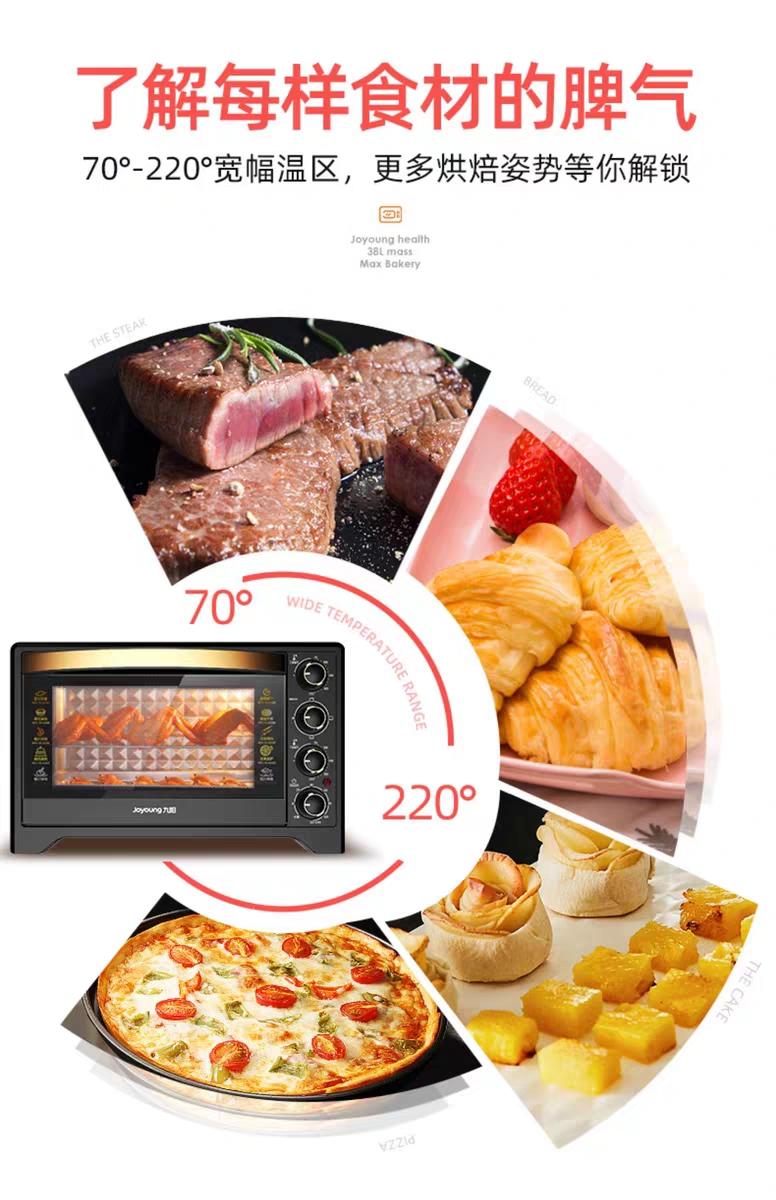 了解每样食材的脾气
70°-220°宽幅温区，更多烘焙姿势等你解锁
Joyoung health
38L mass
Max Bakery
THE STEAK
BREAD
70°
WIDE TEMPERATURE RANGE
Joyoung 九阳
220°
THE CAKE
PIZZA